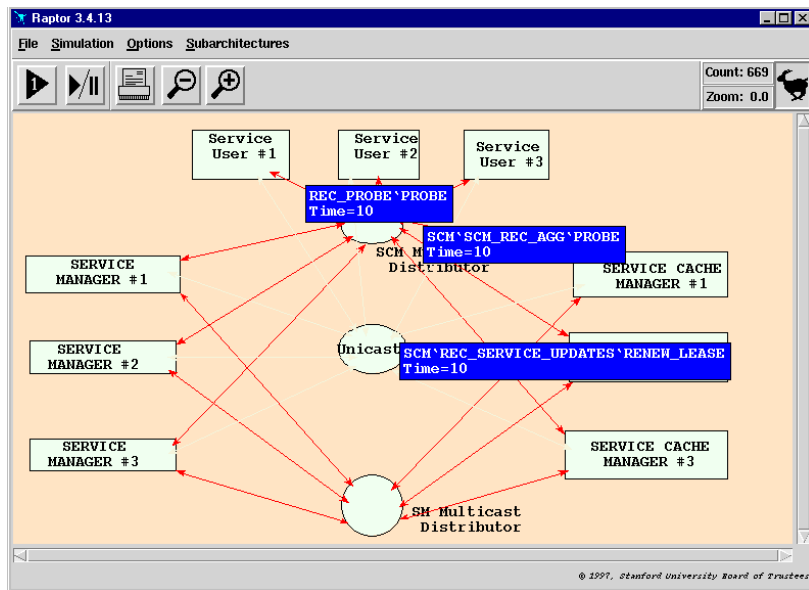 Raptor 3.4.13
File Simulation Options Subarchitectures
1
Count: 669
Zoom: 0.0
Service
User #1
Service
User #2
Service
User #3
REC_PROBE`PROBE
Time=10
SCM`SCM_REC_AGG`PROBE
Time=10
SCM M
Distributor
SERVICE
MANAGER #1
SERVICE CACHE
MANAGER #1
SERVICE
MANAGER #2
Unicast
SCM`REC_SERVICE_UPDATES`RENEW_LEASE
Time=10
SERVICE
MANAGER #3
SERVICE CACHE
MANAGER #3
SM Multicast
Distributor
© 1997, Stanford University Board of Trustees